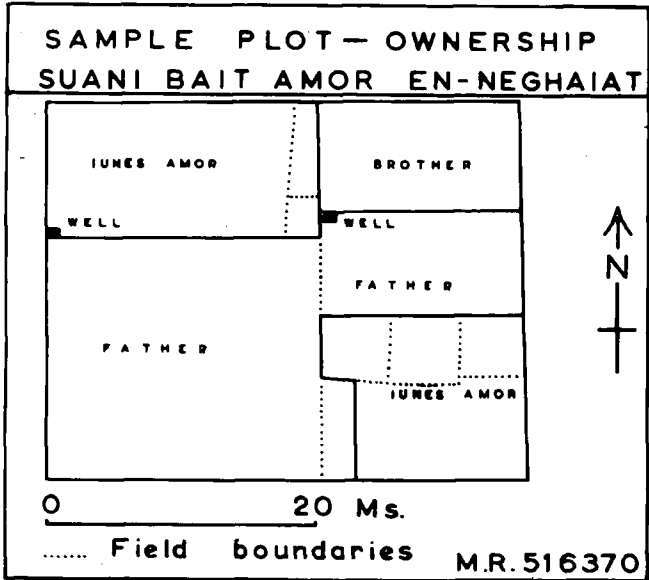 SAMPLE PLOT — OWNERSHIP
SUANI BAIT AMOR EN-NEGHAIAT
IUNES AMOR
BROTHER
WELL
WELL
N
FATHER
FATHER
IUNES AMOR
0 20 Ms.
...... Field boundaries
M.R. 516370